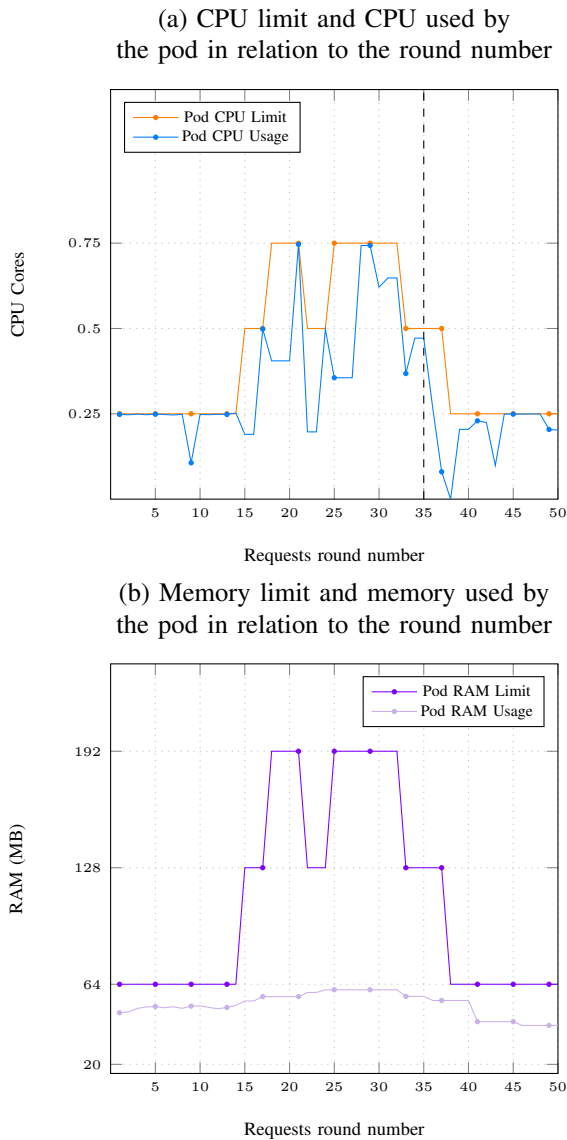 (a) CPU limit and CPU used by
the pod in relation to the round number
Pod CPU Limit
Pod CPU Usage
0.75
0.5
0.25
CPU Cores
5 10 15 20 25 30 35 40 45 50
Requests round number
(b) Memory limit and memory used by
the pod in relation to the round number
Pod RAM Limit
Pod RAM Usage
192
128
64
20
RAM (MB)
5 10 15 20 25 30 35 40 45 50
Requests round number